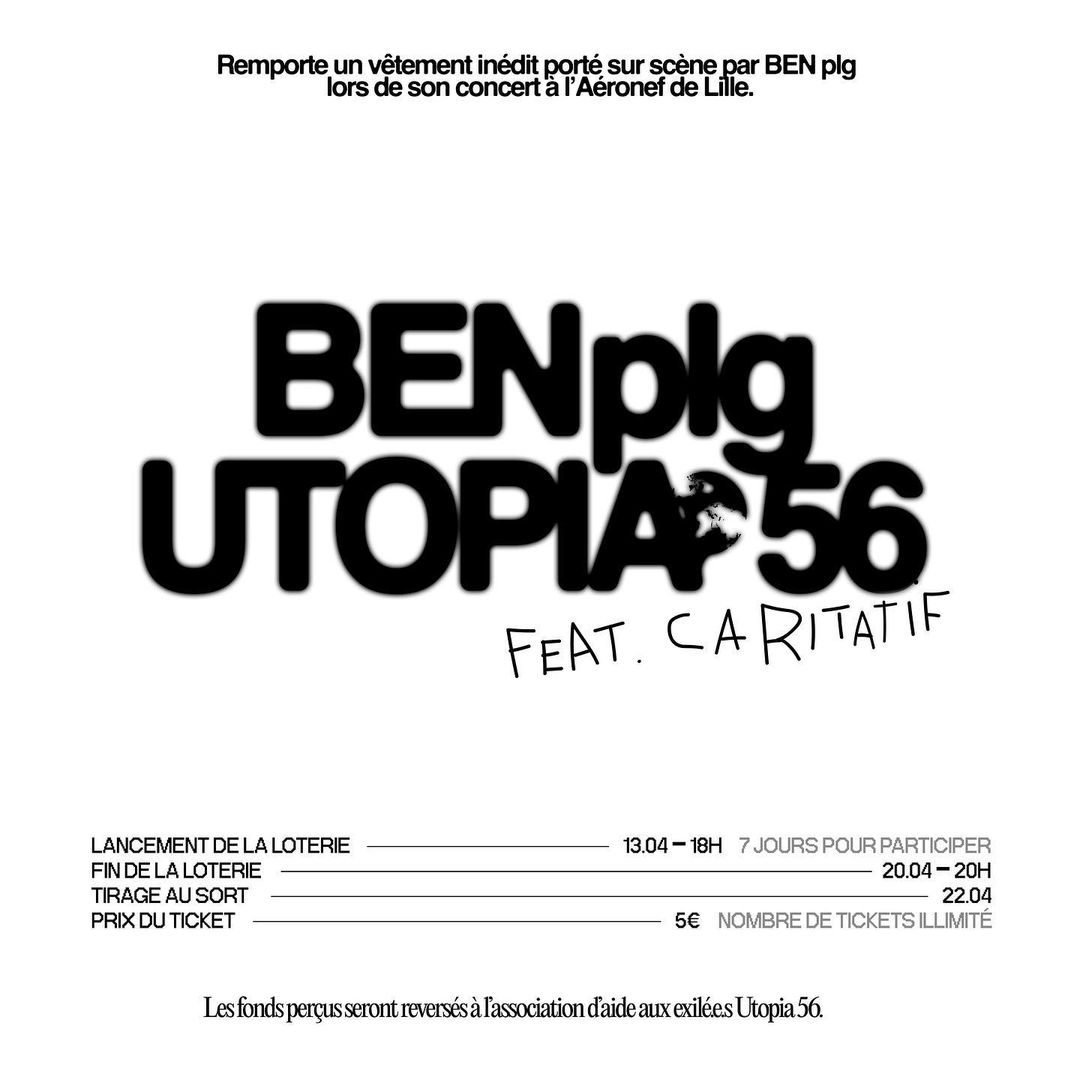 Remporte un vêtement inédit porté sur scène par BEN plg
lors de son concert à l'Aéronef de Lille.
BEN plg
UTOPIA 56
FEAT. CARITATIF
LANCEMENT DE LA LOTERIE 13.04 – 18H 7 JOURS POUR PARTICIPER
FIN DE LA LOTERIE 20.04 – 20H
TIRAGE AU SORT 22.04
PRIX DU TICKET 5€ NOMBRE DE TICKETS ILLIMITÉ
Les fonds perçus seront reversés à l'association d'aide aux exilé.e.s Utopia 56.